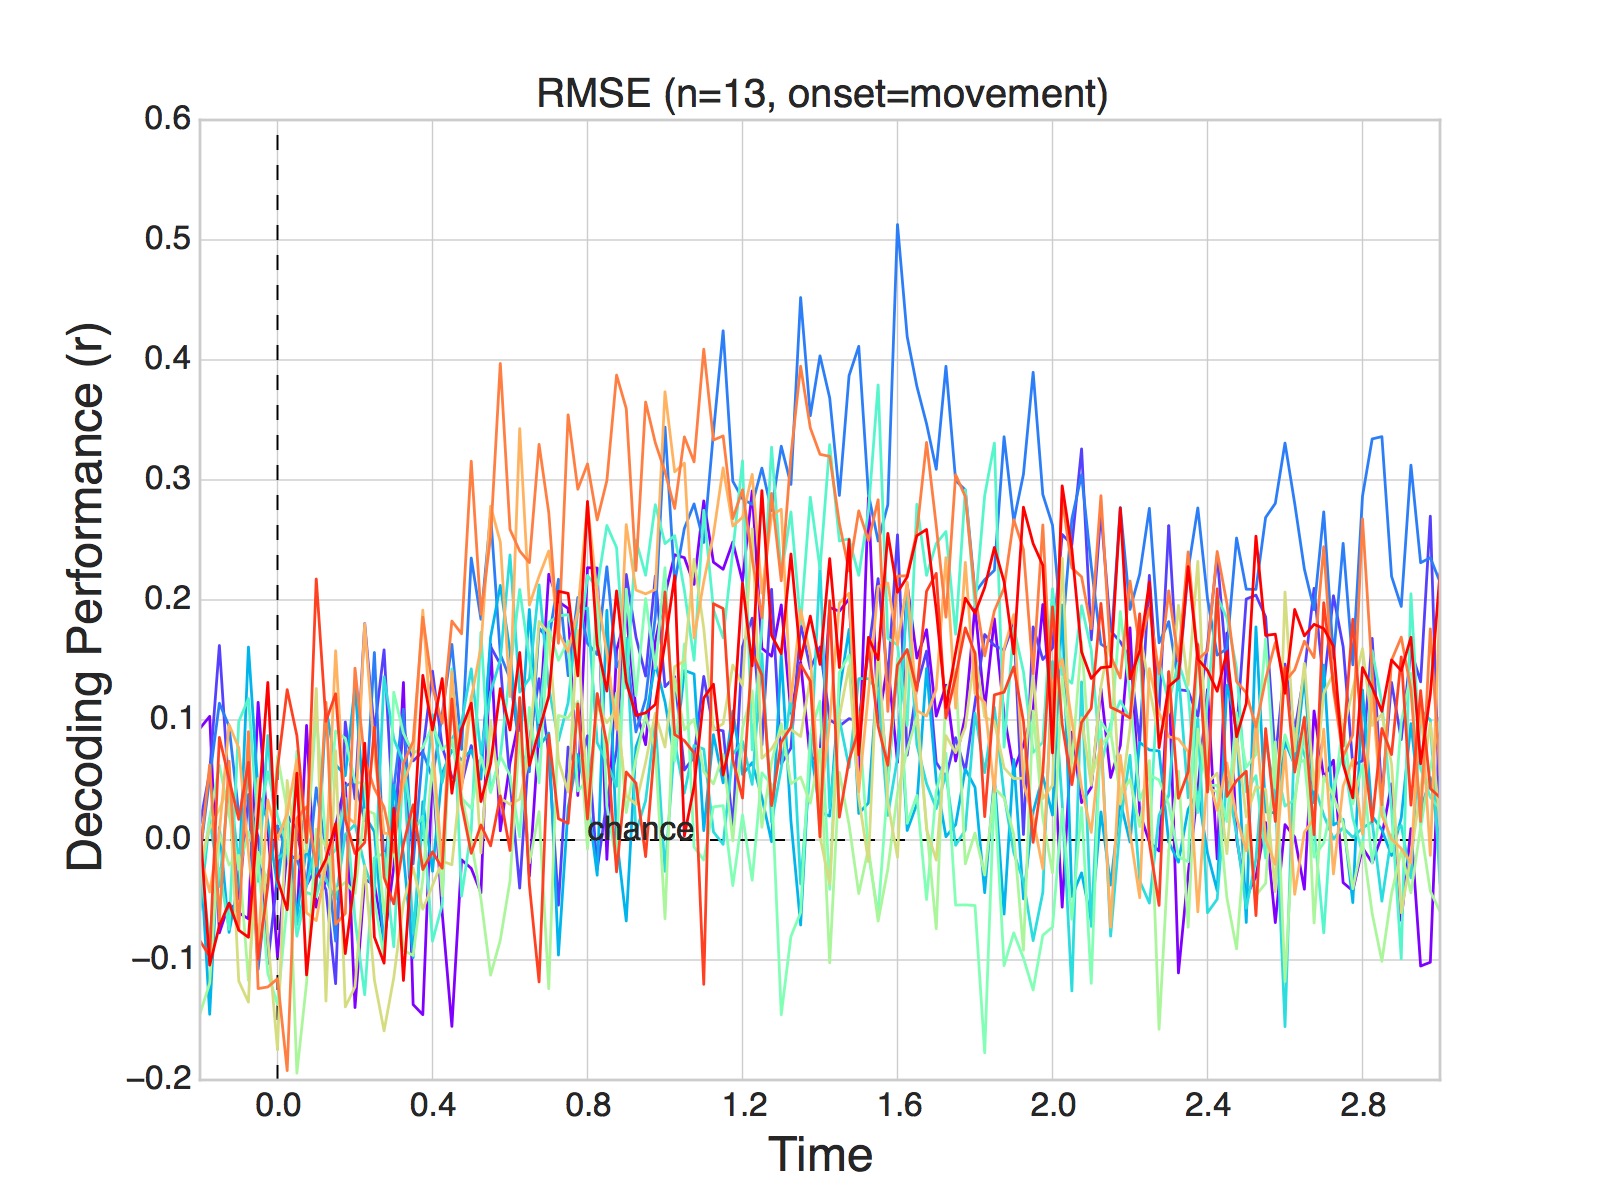 RMSE (n=13, onset=movement)
0.6
0.5
0.4
0.3
0.2
0.1
0.0
−0.1
−0.2
Decoding Performance (r)
chance
0.0 0.4 0.8 1.2 1.6 2.0 2.4 2.8
Time